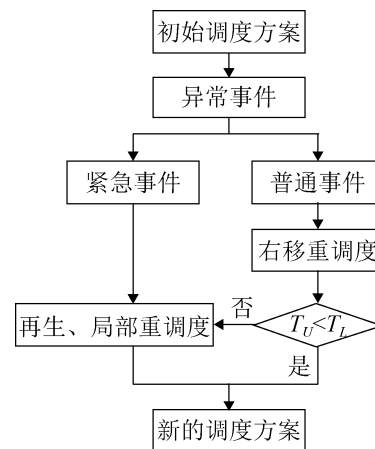 初始调度方案
异常事件
紧急事件
普通事件
右移重调度
否
再生、局部重调度
T_U<T_L
是
新的调度方案